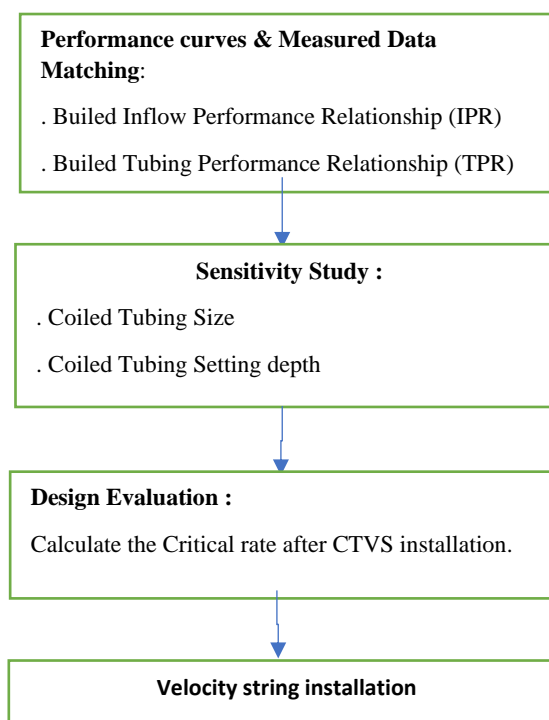 Performance curves & Measured Data
Matching:
. Builed Inflow Performance Relationship (IPR)
. Builed Tubing Performance Relationship (TPR)
Sensitivity Study :
. Coiled Tubing Size
. Coiled Tubing Setting depth
Design Evaluation :
Calculate the Critical rate after CTVS installation.
Velocity string installation